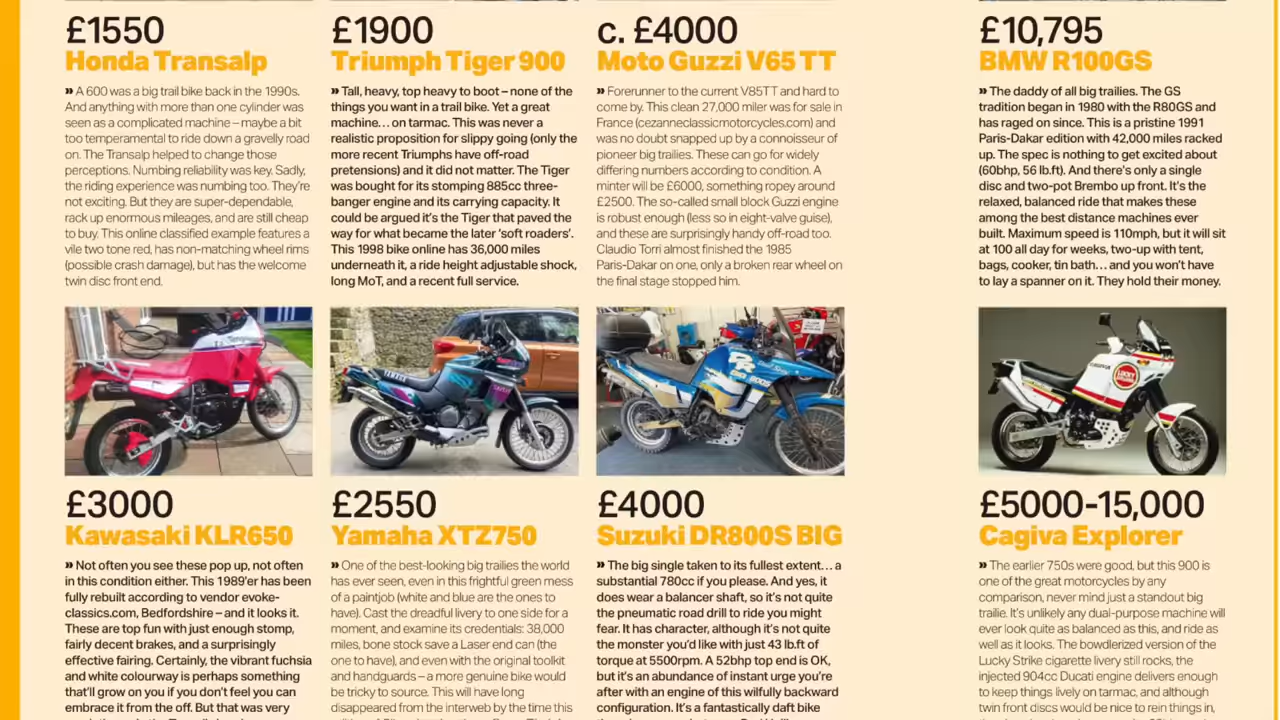 £1550
Honda Transalp
» A 600 was a big trail bike back in the 1990s.
And anything with more than one cylinder was
seen as a complicated machine – maybe a bit
too temperamental to ride down a gravelly road
on. The Transalp helped to change those
perceptions. Numbing reliability was key. Sadly,
the riding experience was numbing too. They're
not exciting. But they are super-dependable,
rack up enormous mileages, and are still cheap
to buy. This online classified example features a
vile two tone red, has non-matching wheel rims
(possible crash damage), but has the welcome
twin disc front end.
£1900
Triumph Tiger 900
» Tall, heavy, top heavy to boot – none of the
things you want in a trail bike. Yet a great
machine... on tarmac. This was never a
realistic proposition for slippy going (only the
more recent Triumphs have off-road
pretensions) and it did not matter. The Tiger
was bought for its stomping 885cc three-
banger engine and its carrying capacity. It
could be argued it's the Tiger that paved the
way for what became the later 'soft roaders'.
This 1998 bike online has 36,000 miles
underneath it, a ride height adjustable shock,
long MoT, and a recent full service.
c. £4000
Moto Guzzi V65 TT
» Forerunner to the current V85TT and hard to
come by. This clean 27,000 miler was for sale in
France (cezanneclassicmotorcycles.com) and
was no doubt snapped up by a connoisseur of
pioneer big trailies. These can go for widely
differing numbers according to condition. A
minter will be £6000, something ropey around
£2500. The so-called small block Guzzi engine
is robust enough (less so in eight-valve guise),
and these are surprisingly handy off-road too.
Claudio Torri almost finished the 1985
Paris-Dakar on one, only a broken rear wheel on
the final stage stopped him.
£10,795
BMW R100GS
» The daddy of all big trailies. The GS
tradition began in 1980 with the R80GS and
has raged on since. This is a pristine 1991
Paris-Dakar edition with 42,000 miles racked
up. The spec is nothing to get excited about
(60bhp, 56 lb.ft). And there's only a single
disc and two-pot Brembo up front. It's the
relaxed, balanced ride that makes these
among the best distance machines ever
built. Maximum speed is 110mph, but it will sit
at 100 all day for weeks, two-up with tent,
bags, cooker, tin bath... and you won't have
to lay a spanner on it. They hold their money.
YAMAHA
DR
DR 800S
LUCKY
STRIKE
£3000
Kawasaki KLR650
» Not often you see these pop up, not often
in this condition either. This 1989'er has been
fully rebuilt according to vendor evoke-
classics.com, Bedfordshire – and it looks it.
These are top fun with just enough stomp,
fairly decent brakes, and a surprisingly
effective fairing. Certainly, the vibrant fuchsia
and white colourway is perhaps something
that'll grow on you if you don't feel you can
embrace it from the off. But that was very
£2550
Yamaha XTZ750
» One of the best-looking big trailies the world
has ever seen, even in this frightful green mess
of a paintjob (white and blue are the ones to
have). Cast the dreadful livery to one side for a
moment, and examine its credentials: 38,000
miles, bone stock save a Laser end can (the
one to have), and even with the original toolkit
and handguards – a more genuine bike would
be tricky to source. This will have long
disappeared from the interweb by the time this
£4000
Suzuki DR800S BIG
» The big single taken to its fullest extent... a
substantial 780cc if you please. And yes, it
does wear a balancer shaft, so it's not quite
the pneumatic road drill to ride you might
fear. It has character, although it's not quite
the monster you'd like with just 43 lb.ft of
torque at 5500rpm. A 52bhp top end is OK,
but it's an abundance of instant urge you're
after with an engine of this wilfully backward
configuration. It's a fantastically daft bike
£5000-15,000
Cagiva Explorer
» The earlier 750s were good, but this 900 is
one of the great motorcycles by any
comparison, never mind just a standout big
trailie. It's unlikely any dual-purpose machine will
ever look quite as balanced as this, and ride as
well as it looks. The bowdlerized version of the
Lucky Strike cigarette livery still rocks, the
injected 904cc Ducati engine delivers enough
to keep things lively on tarmac, and although
twin front discs would be nice to rein things in,